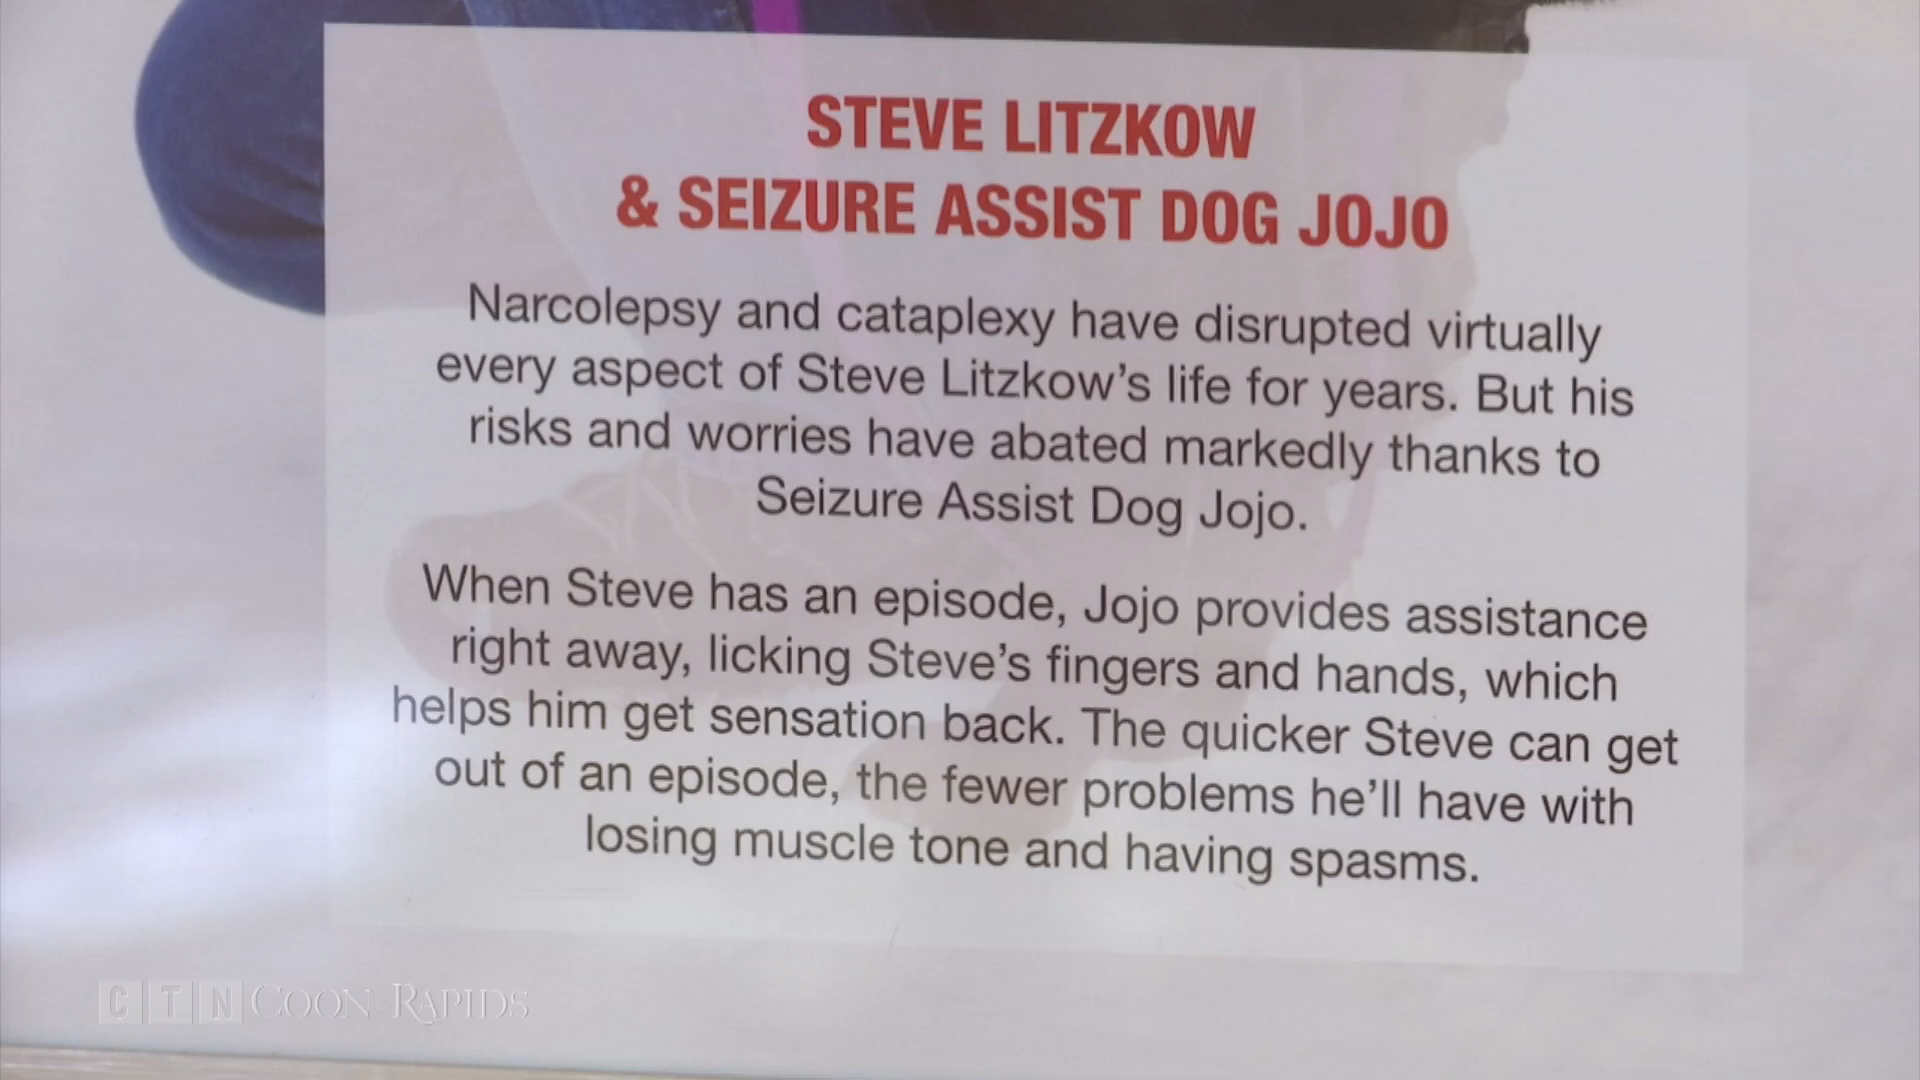 STEVE LITZKOW
& SEIZURE ASSIST DOG JOJO
Narcolepsy and cataplexy have disrupted virtually
every aspect of Steve Litzkow's life for years. But his
risks and worries have abated markedly thanks to
Seizure Assist Dog Jojo.
When Steve has an episode, Jojo provides assistance
right away, licking Steve's fingers and hands, which
helps him get sensation back. The quicker Steve can get
out of an episode, the fewer problems he'll have with
losing muscle tone and having spasms.
CTN COON RAPIDS